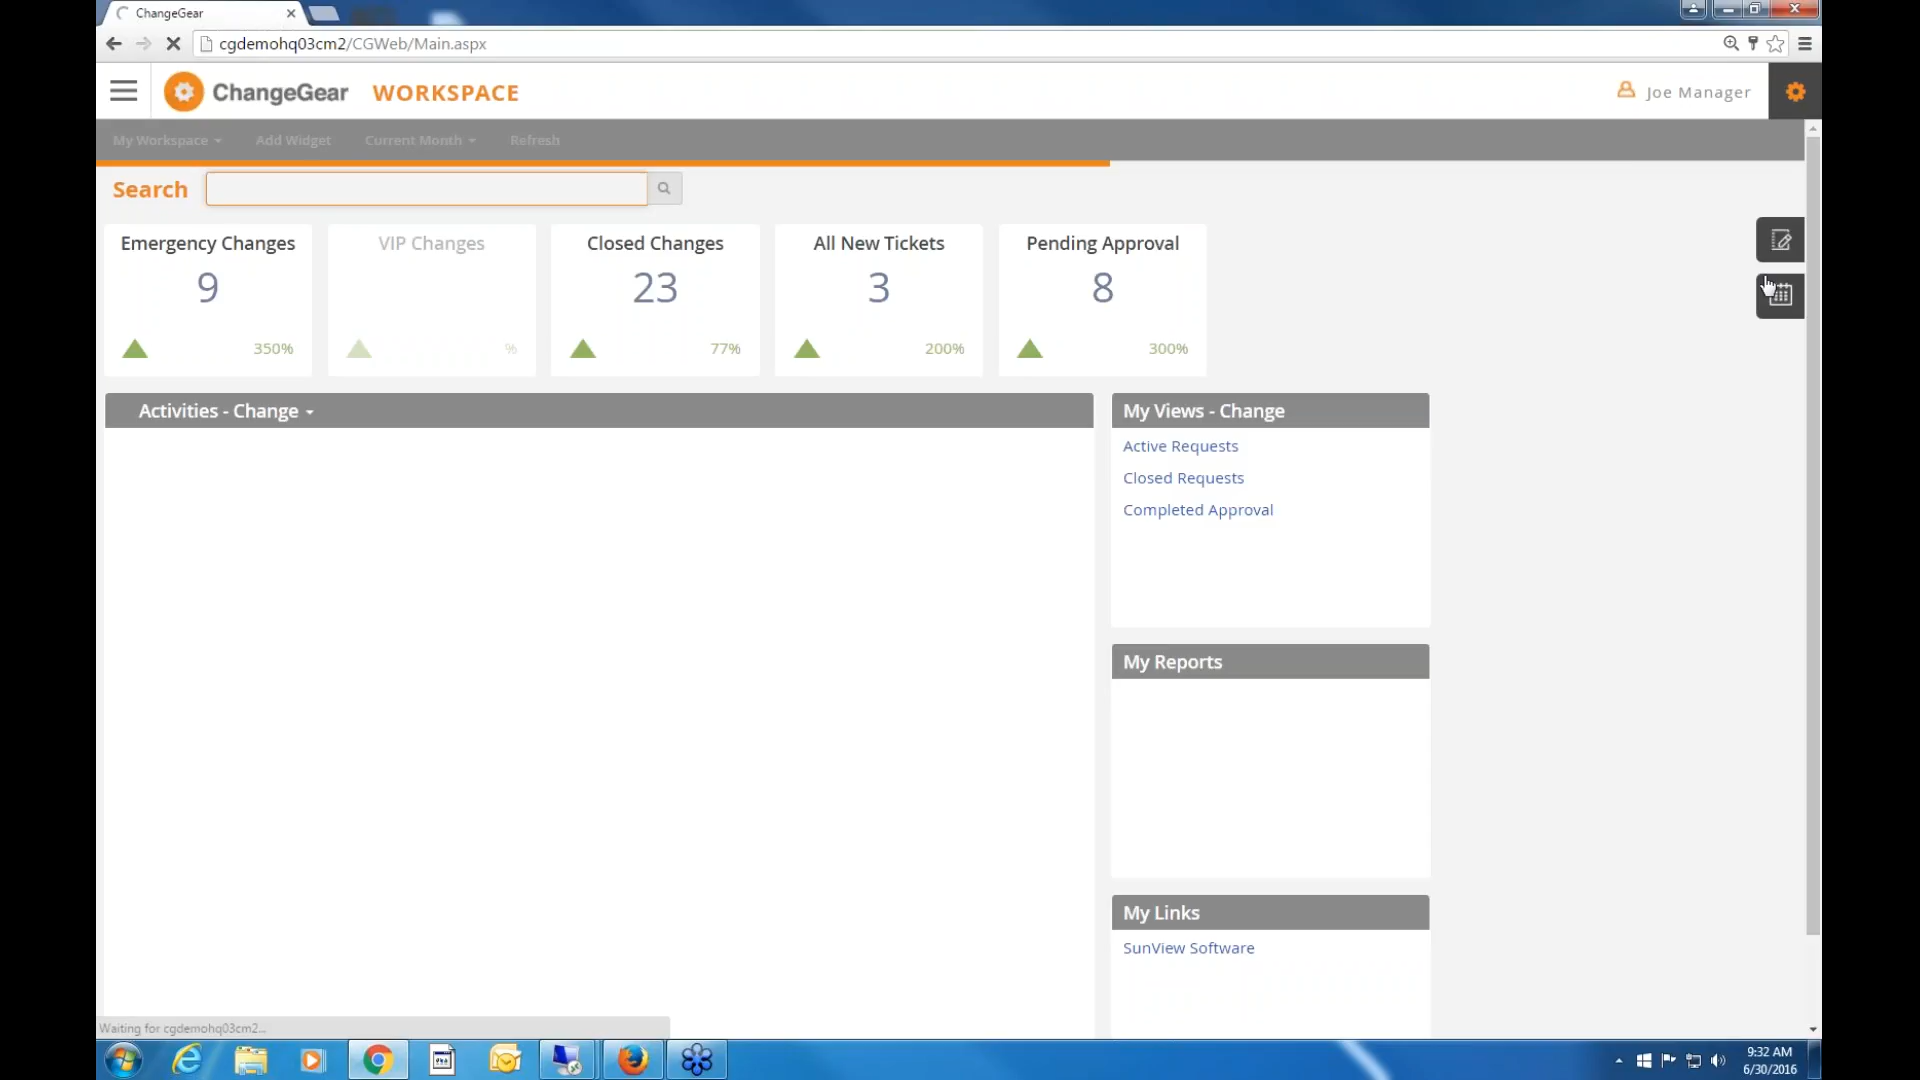 ChangeGear
cgdemohq03cm2/CGWeb/Main.aspx
ChangeGear WORKSPACE
Joe Manager
My Workspace
Add Widget
Current Month
Refresh
Search
Emergency Changes
9
350%
VIP Changes
%
Closed Changes
23
77%
All New Tickets
3
200%
Pending Approval
8
300%
Activities - Change
My Views - Change
Active Requests
Closed Requests
Completed Approval
My Reports
My Links
SunView Software
Waiting for cgdemohq03cm2...
9:32 AM
6/30/2016